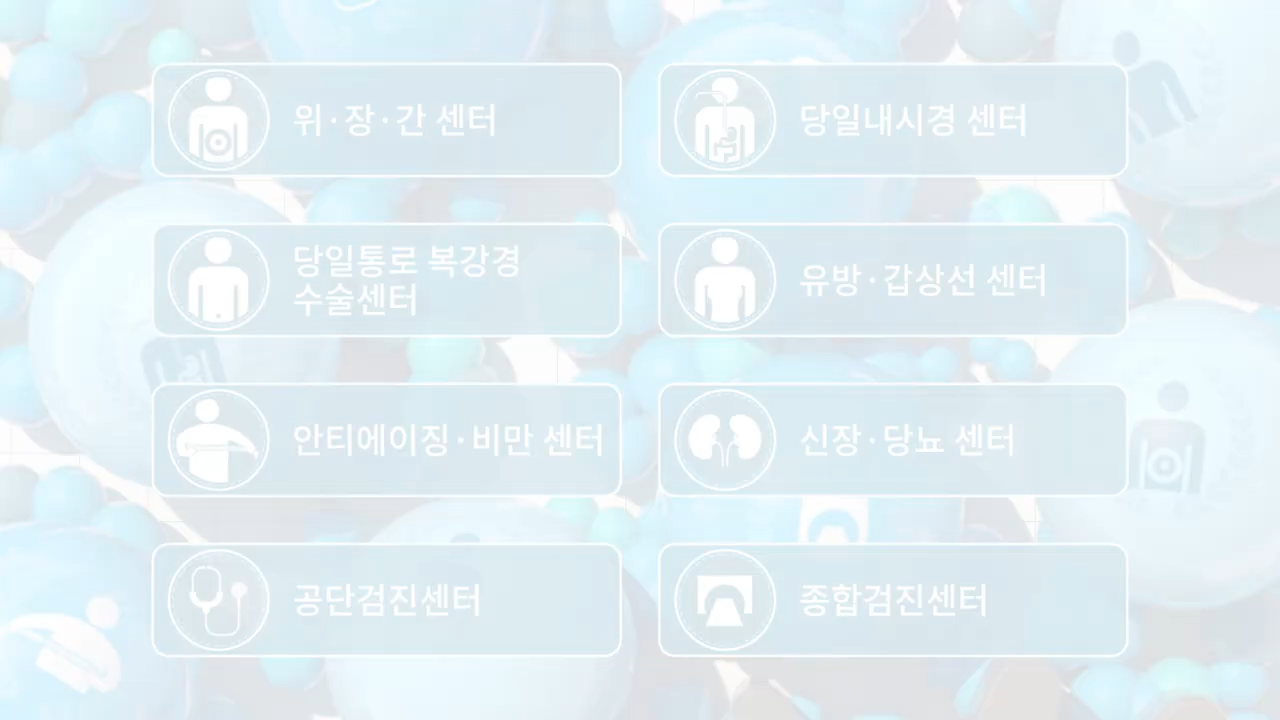 위·장·간 센터
당일내시경 센터
당일통로 복강경
수술센터
유방·갑상선 센터
안티에이징·비만 센터
신장·당뇨 센터
공단검진센터
종합검진센터